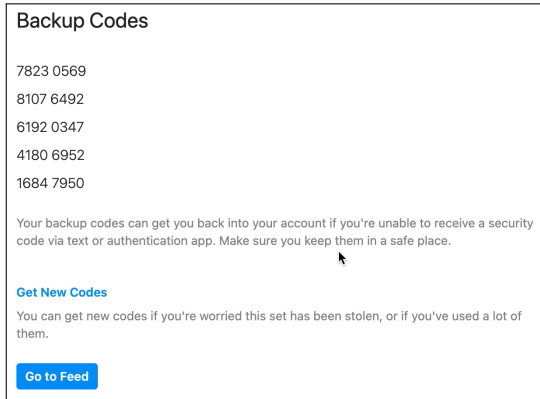 Backup Codes
7823 0569
8107 6492
6192 0347
4180 6952
1684 7950
Your backup codes can get you back into your account if you're unable to receive a security
code via text or authentication app. Make sure you keep them in a safe place.
Get New Codes
You can get new codes if you're worried this set has been stolen, or if you've used a lot of
them.
Go to Feed